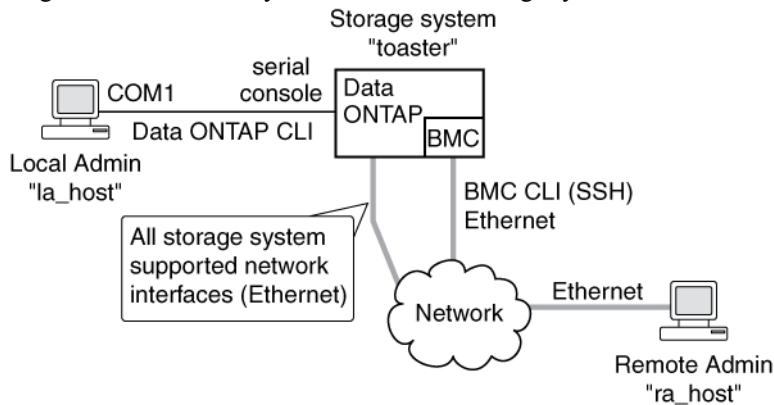 Storage system
"toaster"
serial
console
COM1
Data ONTAP CLI
Data
ONTAP
BMC
Local Admin
"la_host"
BMC CLI (SSH)
Ethernet
All storage system
supported network
interfaces (Ethernet)
Network
Ethernet
Remote Admin
"ra_host"